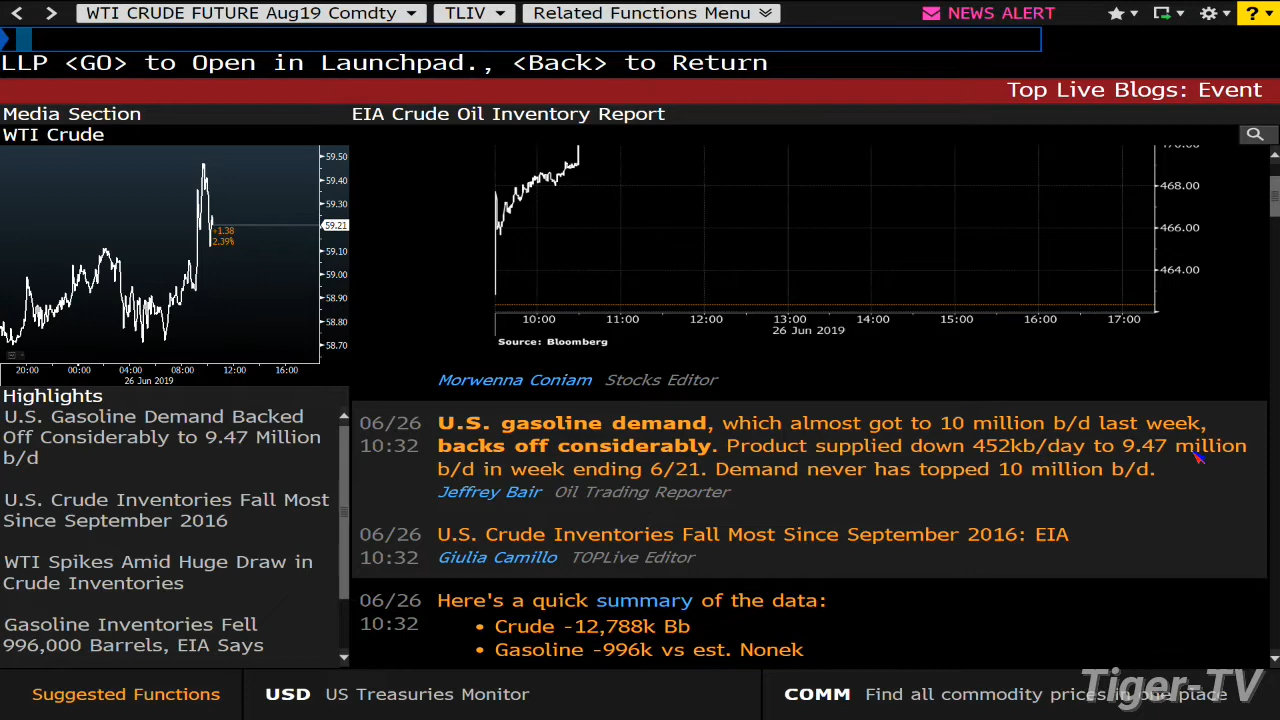 WTI CRUDE FUTURE Aug19 Comdty
TLIV
Related Functions Menu
NEWS ALERT
?
LLP <GO> to Open in Launchpad., <Back> to Return
Top Live Blogs: Event
Media Section
EIA Crude Oil Inventory Report
WTI Crude
59.50
59.40
59.30
59.21
59.10
59.00
58.90
58.80
58.70
+1.38
2.39%
20:00 00:00 04:00 08:00 12:00 16:00
26 Jun 2019
468.00
466.00
464.00
10:00 11:00 12:00 13:00 14:00 15:00 16:00 17:00
26 Jun 2019
Source: Bloomberg
Morwenna Coniam Stocks Editor
Highlights
U.S. Gasoline Demand Backed
Off Considerably to 9.47 Million
b/d
U.S. Crude Inventories Fall Most
Since September 2016
WTI Spikes Amid Huge Draw in
Crude Inventories
Gasoline Inventories Fell
996,000 Barrels, EIA Says
06/26
10:32
U.S. gasoline demand, which almost got to 10 million b/d last week,
backs off considerably. Product supplied down 452kb/day to 9.47 million
b/d in week ending 6/21. Demand never has topped 10 million b/d.
Jeffrey Bair Oil Trading Reporter
06/26
10:32
U.S. Crude Inventories Fall Most Since September 2016: EIA
Giulia Camillo TOPLive Editor
06/26
10:32
Here's a quick summary of the data:
• Crude -12,788k Bb
• Gasoline -996k vs est. Nonek
Suggested Functions
USD US Treasuries Monitor
COMM Find all commodity prices in one place
Tiger-TV